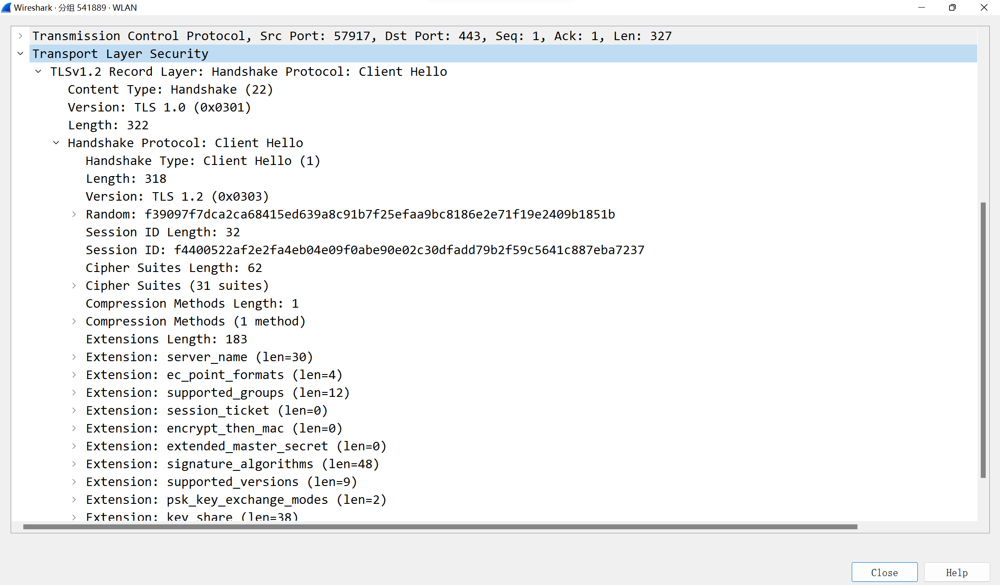 Wireshark · 分组 541889 · WLAN
Transmission Control Protocol, Src Port: 57917, Dst Port: 443, Seq: 1, Ack: 1, Len: 327
Transport Layer Security
TLSv1.2 Record Layer: Handshake Protocol: Client Hello
Content Type: Handshake (22)
Version: TLS 1.0 (0x0301)
Length: 322
Handshake Protocol: Client Hello
Handshake Type: Client Hello (1)
Length: 318
Version: TLS 1.2 (0x0303)
Random: f39097f7dca2ca68415ed639a8c91b7f25efaa9bc8186e2e71f19e2409b1851b
Session ID Length: 32
Session ID: f4400522af2e2fa4eb04e09f0abe90e02c30dfadd79b2f59c5641c887eba7237
Cipher Suites Length: 62
Cipher Suites (31 suites)
Compression Methods Length: 1
Compression Methods (1 method)
Extensions Length: 183
Extension: server_name (len=30)
Extension: ec_point_formats (len=4)
Extension: supported_groups (len=12)
Extension: session_ticket (len=0)
Extension: encrypt_then_mac (len=0)
Extension: extended_master_secret (len=0)
Extension: signature_algorithms (len=48)
Extension: supported_versions (len=9)
Extension: psk_key_exchange_modes (len=2)
Extension: key_share (len=38)
Close
Help